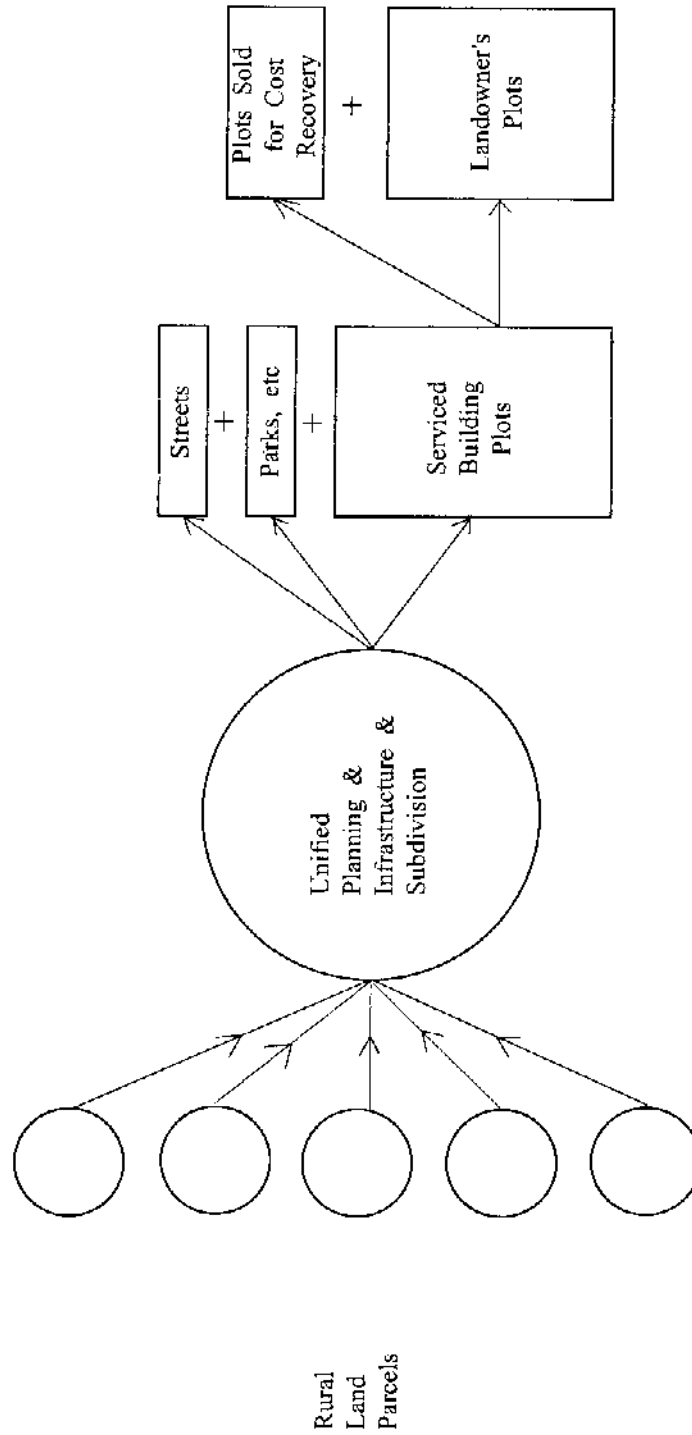 Rural
Land
Parcels
Unified
Planning &
Infrastructure &
Subdivision
Streets
+
Parks, etc
+
Serviced
Building
Plots
Plots Sold
for Cost
Recovery
+
Landowner's
Plots